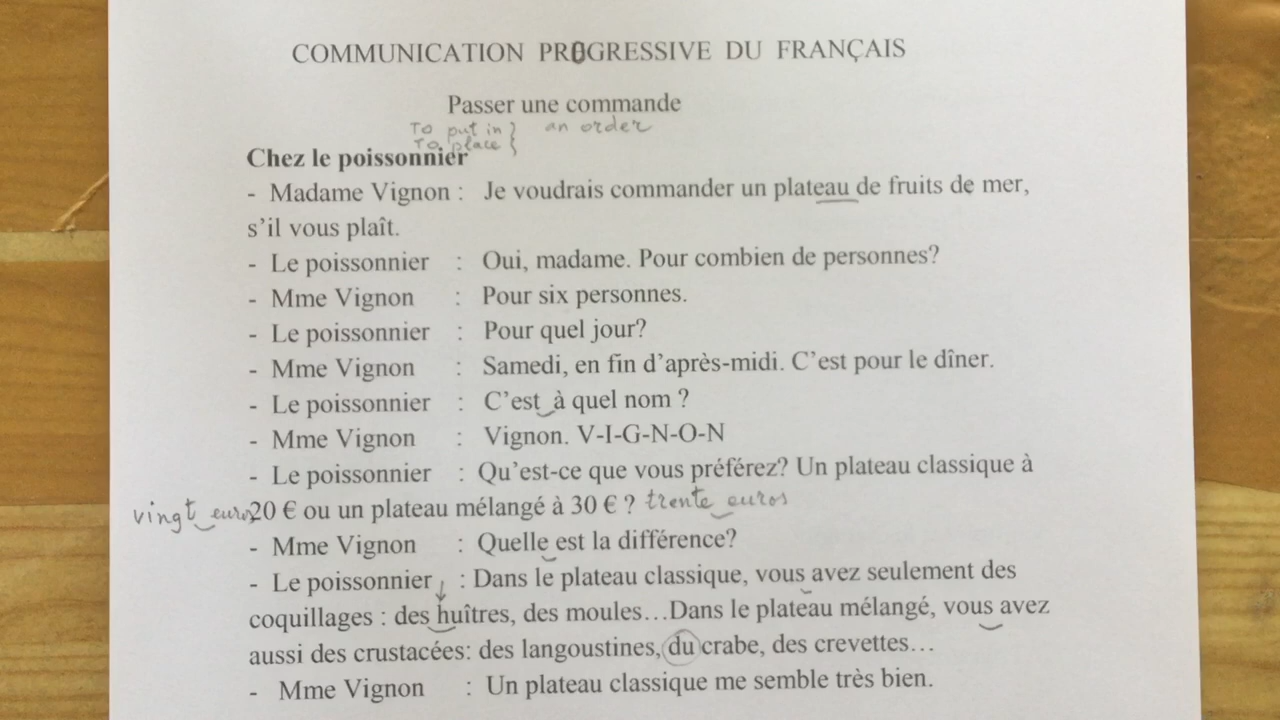 COMMUNICATION PROGRESSIVE DU FRANÇAIS
Passer une commande
To put in } an order
To place }
Chez le poissonnier
- Madame Vignon : Je voudrais commander un plateau de fruits de mer,
s'il vous plaît.
- Le poissonnier : Oui, madame. Pour combien de personnes?
- Mme Vignon : Pour six personnes.
- Le poissonnier : Pour quel jour?
- Mme Vignon : Samedi, en fin d'après-midi. C'est pour le dîner.
- Le poissonnier : C'est à quel nom ?
- Mme Vignon : Vignon. V-I-G-N-O-N
- Le poissonnier : Qu'est-ce que vous préférez? Un plateau classique à
vingt euros 20 € ou un plateau mélangé à 30 € ? trente euros
- Mme Vignon : Quelle est la différence?
- Le poissonnier : Dans le plateau classique, vous avez seulement des
coquillages : des huîtres, des moules…Dans le plateau mélangé, vous avez
aussi des crustacées: des langoustines, du crabe, des crevettes…
- Mme Vignon : Un plateau classique me semble très bien.